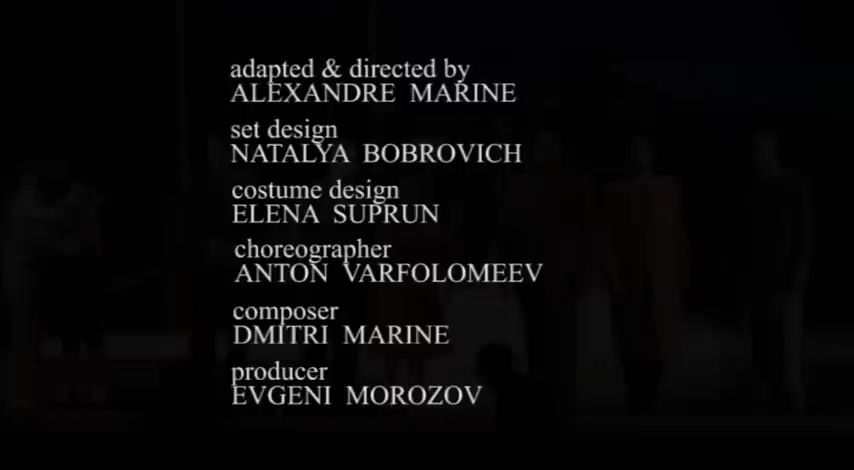 adapted & directed by
ALEXANDRE MARINE
set design
NATALYA BOBROVICH
costume design
ELENA SUPRUN
choreographer
ANTON VARFOLOMEEV
composer
DMITRI MARINE
producer
EVGENI MOROZOV